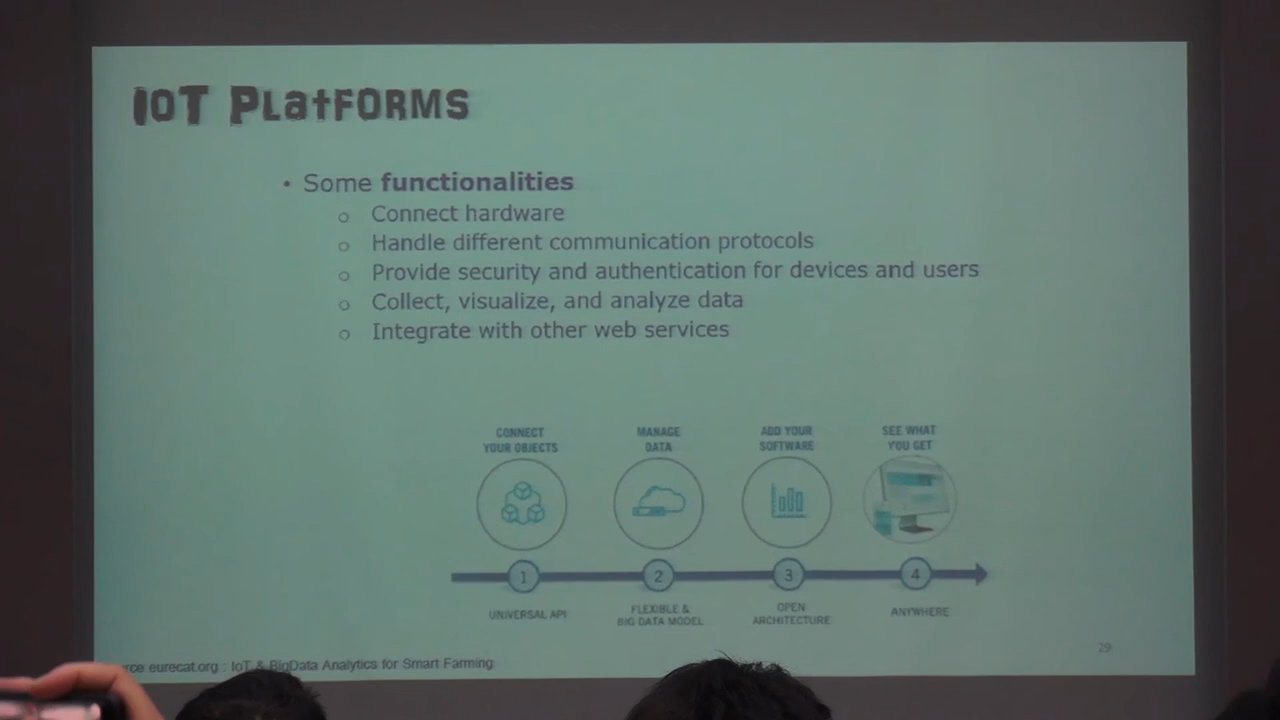 IoT PlatFORMS
• Some functionalities
o Connect hardware
o Handle different communication protocols
o Provide security and authentication for devices and users
o Collect, visualize, and analyze data
o Integrate with other web services
CONNECT YOUR OBJECTS
MANAGE DATA
ADD YOUR SOFTWARE
SEE WHAT YOU GET
1
2
3
4
UNIVERSAL API
FLEXIBLE & BIG DATA MODEL
OPEN ARCHITECTURE
ANYWHERE
29
rce eurecat.org : IoT & BigData Analytics for Smart Farming